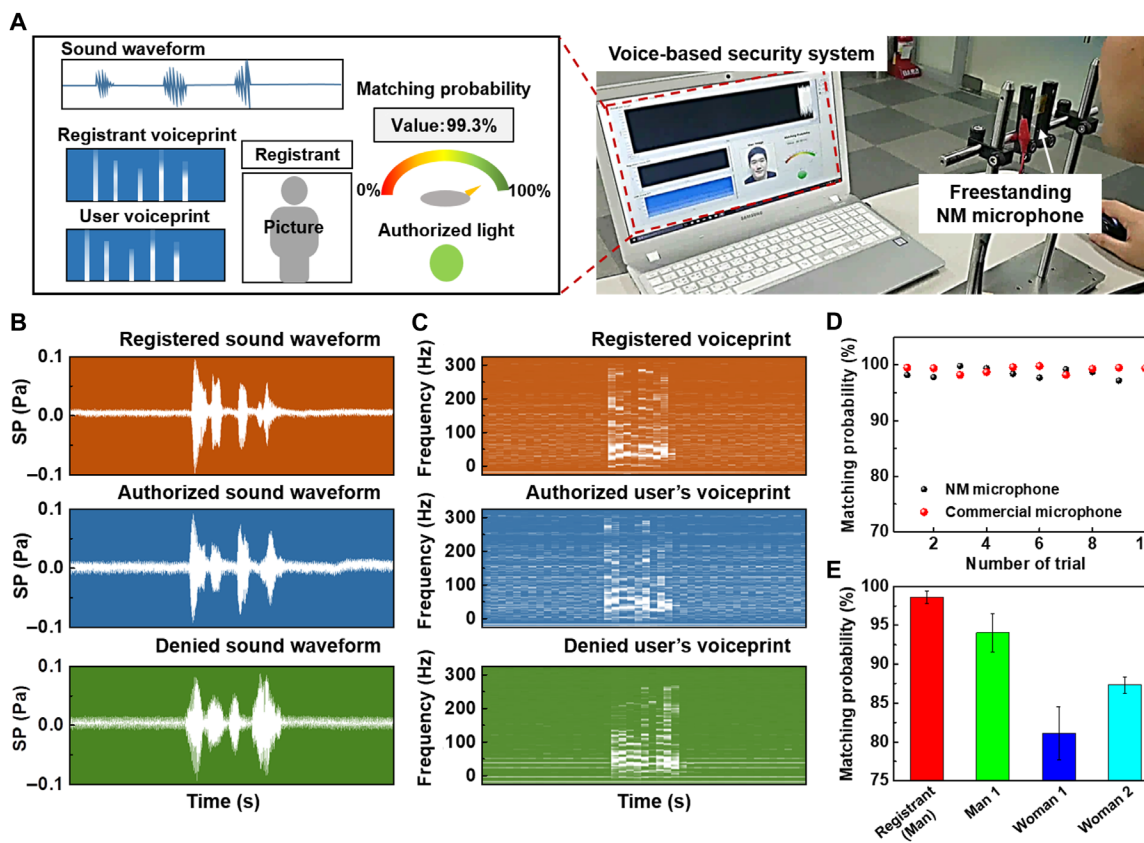 A
Sound waveform
Registrant voiceprint
User voiceprint
Registrant
Picture
Matching probability
Value: 99.3%
0%
100%
Authorized light
Voice-based security system
SAMSUNG
Freestanding
NM microphone
B
Registered sound waveform
SP (Pa)
0.1
0.0
–0.1
Authorized sound waveform
SP (Pa)
0.1
0.0
–0.1
Denied sound waveform
SP (Pa)
0.1
0.0
–0.1
Time (s)
C
Registered voiceprint
Frequency (Hz)
300
200
100
0
Authorized user's voiceprint
Frequency (Hz)
300
200
100
0
Denied user's voiceprint
Frequency (Hz)
300
200
100
0
Time (s)
D
Matching probability (%)
100
90
80
70
NM microphone
Commercial microphone
2 4 6 8 1
Number of trial
E
Matching probability (%)
100
95
90
85
80
75
Registrant
(Man)
Man 1
Woman 1
Woman 2